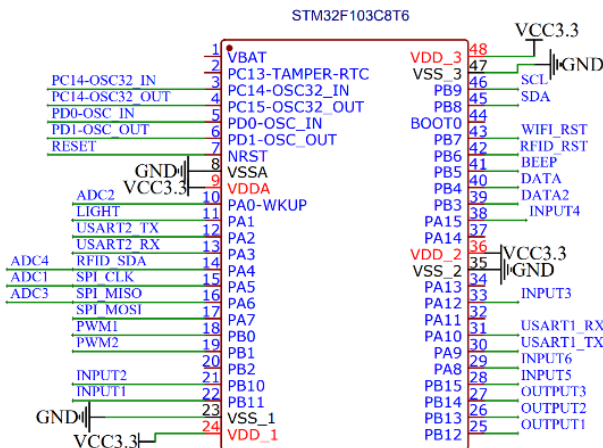 STM32F103C8T6
1 VBAT
2 PC13-TAMPER-RTC
PC14-OSC32_IN 3 PC14-OSC32_IN
PC14-OSC32_OUT 4 PC15-OSC32_OUT
PD0-OSC_IN 5 PD0-OSC_IN
PD1-OSC_OUT 6 PD1-OSC_OUT
RESET 7 NRST
GND 8 VSSA
VCC3.3 9 VDDA
ADC2 10 PA0-WKUP
LIGHT 11 PA1
USART2_TX 12 PA2
USART2_RX 13 PA3
ADC4 RFID_SDA 14 PA4
ADC1 SPI_CLK 15 PA5
ADC3 SPI_MISO 16 PA6
SPI_MOSI 17 PA7
PWM1 18 PB0
PWM2 19 PB1
20 PB2
INPUT2 21 PB10
INPUT1 22 PB11
GND 23 VSS_1
VCC3.3 24 VDD_1
VDD_3 48 VCC3.3
VSS_3 47 GND
PB9 46 SCL
PB8 45 SDA
BOOT0 44
PB7 43 WIFI_RST
PB6 42 RFID_RST
PB5 41 BEEP
PB4 40 DATA
PB3 39 DATA2
PA15 38 INPUT4
PA14 37
VDD_2 36 VCC3.3
VSS_2 35 GND
PA13 34
PA12 33 INPUT3
PA11 32
PA10 31 USART1_RX
PA9 30 USART1_TX
PA8 29 INPUT6
PB15 28 INPUT5
PB14 27 OUTPUT3
PB13 26 OUTPUT2
PB12 25 OUTPUT1